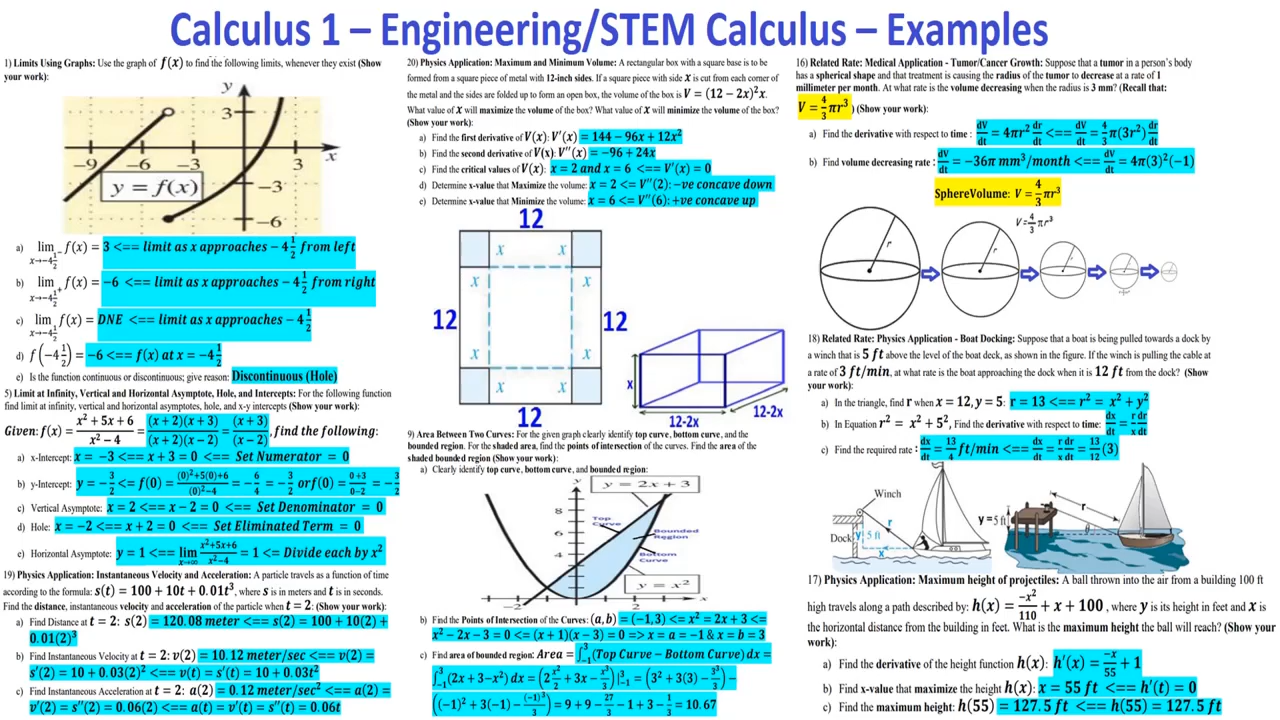 Calculus 1 – Engineering/STEM Calculus – Examples
1) Limits Using Graphs: Use the graph of f(x) to find the following limits, whenever they exist (Show
your work):
y
3
-9 -6 -3 3 x
y = f(x)
-3
-6
a) lim x→-4½⁻ f(x) = 3 <== limit as x approaches − 4 ½ from left
b) lim x→-4½⁺ f(x) = −6 <== limit as x approaches − 4 ½ from right
c) lim x→-4½ f(x) = DNE <== limit as x approaches − 4 ½
d) f(−4 ½) = −6 <== f(x) at x = −4 ½
e) Is the function continuous or discontinuous; give reason: Discontinuous (Hole)
5) Limit at Infinity, Vertical and Horizontal Asymptote, Hole, and Intercepts: For the following function
find limit at infinity, vertical and horizontal asymptotes, hole, and x-y intercepts (Show your work):
Given: f(x) = (x² + 5x + 6)/(x² − 4) = (x+2)(x+3)/(x+2)(x−2) = (x+3)/(x−2), find the following:
a) x-Intercept: x = −3 <== x + 3 = 0 <== Set Numerator = 0
b) y-Intercept: y = −3/2 <= f(0) = ((0)²+5(0)+6)/((0)²−4) = −6/4 = −3/2 orf(0) = (0+3)/(0−2) = −3/2
c) Vertical Asymptote: x = 2 <== x − 2 = 0 <== Set Denominator = 0
d) Hole: x = −2 <== x + 2 = 0 <== Set Eliminated Term = 0
e) Horizontal Asymptote: y = 1 <== lim x→∞ (x²+5x+6)/(x²−4) = 1 <= Divide each by x²
19) Physics Application: Instantaneous Velocity and Acceleration: A particle travels as a function of time
according to the formula: s(t) = 100 + 10t + 0.01t³, where s is in meters and t is in seconds.
Find the distance, instantaneous velocity and acceleration of the particle when t = 2: (Show your work):
a) Find Distance at t = 2: s(2) = 120.08 meter <== s(2) = 100 + 10(2) +
0.01(2)³
b) Find Instantaneous Velocity at t = 2: v(2) = 10.12 meter/sec <== v(2) =
s′(2) = 10 + 0.03(2)² <== v(t) = s′(t) = 10 + 0.03t²
c) Find Instantaneous Acceleration at t = 2: a(2) = 0.12 meter/sec² <== a(2) =
v′(2) = s″(2) = 0.06(2) <== a(t) = v′(t) = s″(t) = 0.06t
20) Physics Application: Maximum and Minimum Volume: A rectangular box with a square base is to be
formed from a square piece of metal with 12-inch sides. If a square piece with side x is cut from each corner of
the metal and the sides are folded up to form an open box, the volume of the box is V = (12 − 2x)²x.
What value of x will maximize the volume of the box? What value of x will minimize the volume of the box?
(Show your work):
a) Find the first derivative of V(x): V′(x) = 144 − 96x + 12x²
b) Find the second derivative of V(x): V″(x) = −96 + 24x
c) Find the critical values of V(x): x = 2 and x = 6 <== V′(x) = 0
d) Determine x-value that Maximize the volume: x = 2 <= V″(2): −ve concave down
e) Determine x-value that Minimize the volume: x = 6 <= V″(6): +ve concave up
12
x x
x x
12 12
x x
x x
12
x
12-2x
12-2x
9) Area Between Two Curves: For the given graph clearly identify top curve, bottom curve, and the
bounded region. For the shaded area, find the points of intersection of the curves. Find the area of the
shaded bounded region (Show your work):
a) Clearly identify top curve, bottom curve, and bounded region:
y
y = 2x + 3
8
Top
Curve
Bounded
Region
6
4
Bottom
Curve
y = x²
−2 2 x
b) Find the Points of Intersection of the Curves: (a, b) = (−1, 3) <= x² = 2x + 3 <=
x² − 2x − 3 = 0 <= (x + 1)(x − 3) = 0 => x = a = −1 & x = b = 3
c) Find area of bounded region: Area = ∫₋₁³(Top Curve − Bottom Curve) dx =
∫₋₁³(2x + 3−x²) dx = (2 x²/2 + 3x − x³/3)|₋₁³ = (3² + 3(3) − 3³/3) −
((−1)² + 3(−1) − (−1)³/3) = 9 + 9 − 27/3 − 1 + 3 − 1/3 = 10.67
16) Related Rate: Medical Application - Tumor/Cancer Growth: Suppose that a tumor in a person's body
has a spherical shape and that treatment is causing the radius of the tumor to decrease at a rate of 1
millimeter per month. At what rate is the volume decreasing when the radius is 3 mm? (Recall that:
V = 4/3 πr³ ) (Show your work):
a) Find the derivative with respect to time : dV/dt = 4πr² dr/dt <== dV/dt = 4/3 π(3r²) dr/dt
b) Find volume decreasing rate : dV/dt = −36π mm³/month <== dV/dt = 4π(3)²(−1)
SphereVolume: V = 4/3 πr³
V = 4/3 πr³
r r
18) Related Rate: Physics Application - Boat Docking: Suppose that a boat is being pulled towards a dock by
a winch that is 5 ft above the level of the boat deck, as shown in the figure. If the winch is pulling the cable at
a rate of 3 ft/min, at what rate is the boat approaching the dock when it is 12 ft from the dock? (Show
your work):
a) In the triangle, find r when x = 12, y = 5: r = 13 <== r² = x² + y²
b) In Equation r² = x² + 5², Find the derivative with respect to time: dx/dt = r/x dr/dt
c) Find the required rate : dx/dt = 13/4 ft/min <== dx/dt = r/x dr/dt = 13/12 (3)
Winch
r
Dock y 5 ft
x
y = 5 ft
r
θ
17) Physics Application: Maximum height of projectiles: A ball thrown into the air from a building 100 ft
high travels along a path described by: h(x) = −x²/110 + x + 100 , where y is its height in feet and x is
the horizontal distance from the building in feet. What is the maximum height the ball will reach? (Show your
work):
a) Find the derivative of the height function h(x): h′(x) = −x/55 + 1
b) Find x-value that maximize the height h(x): x = 55 ft <== h′(t) = 0
c) Find the maximum height: h(55) = 127.5 ft <== h(55) = 127.5 ft